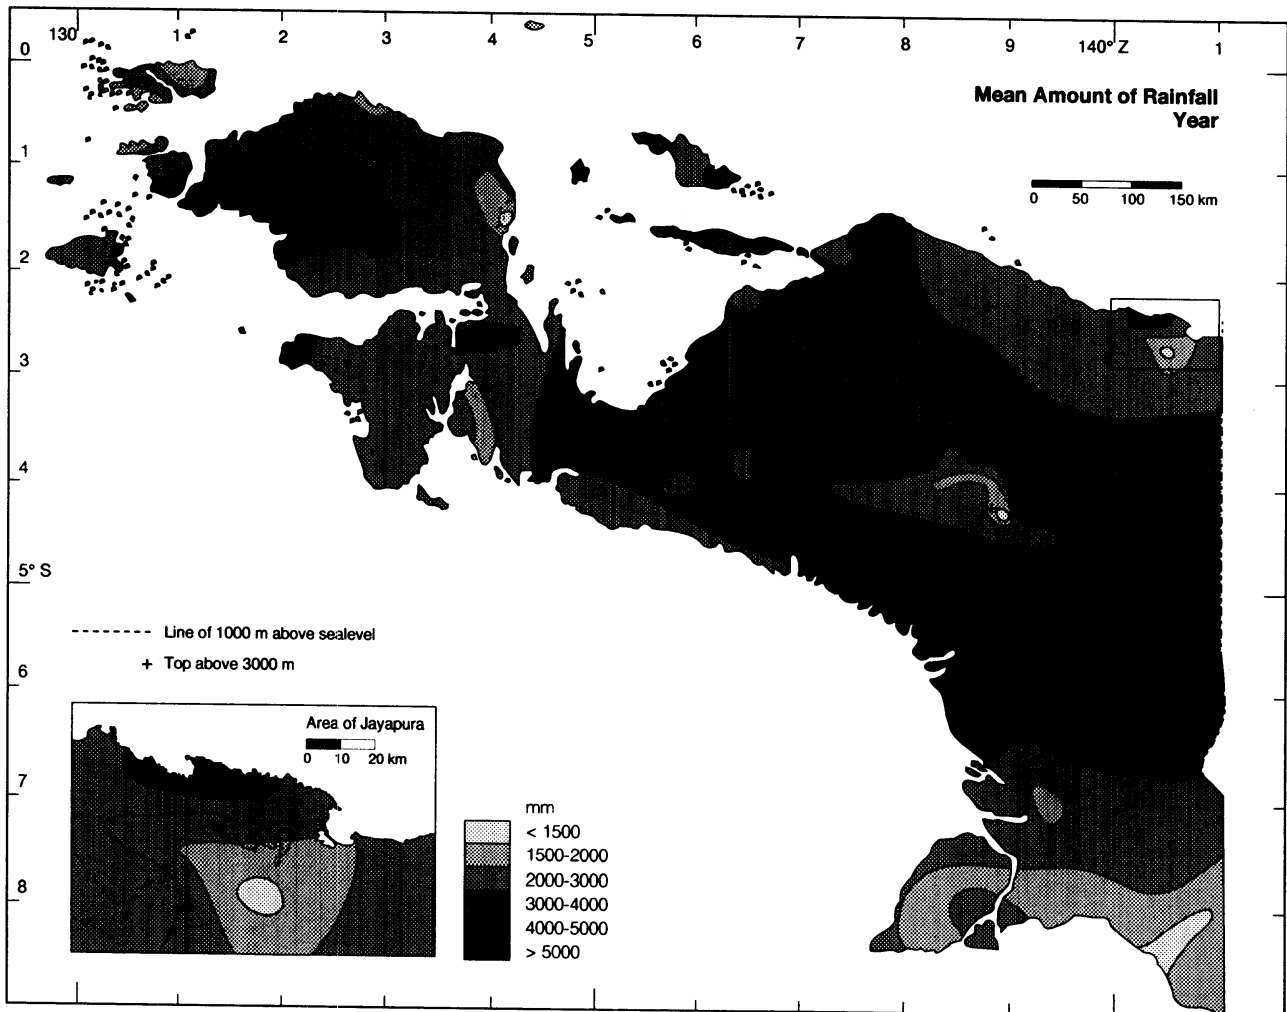 130° 1 2 3 4 5 6 7 8 9 140° Z 1
0
Mean Amount of Rainfall
Year
1
0 50 100 150 km
2
3
4
5° S
Line of 1000 m above sealevel
+ Top above 3000 m
6
Area of Jayapura
0 10 20 km
7
mm
< 1500
1500-2000
2000-3000
8
3000-4000
4000-5000
> 5000